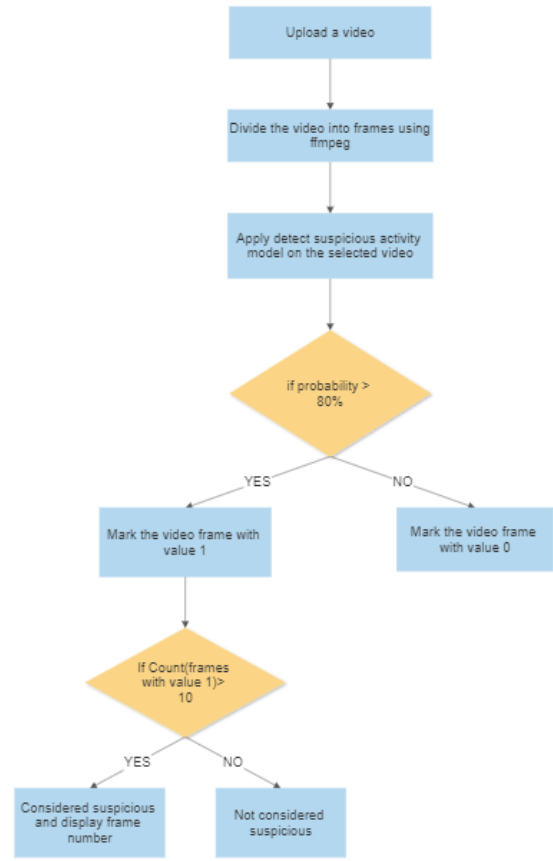 Upload a video
Divide the video into frames using
ffmpeg
Apply detect suspicious activity
model on the selected video
if probability >
80%
YES
NO
Mark the video frame with
value 1
Mark the video frame
with value 0
If Count(frames
with value 1)>
10
YES
NO
Considered suspicious
and display frame
number
Not considered
suspicious